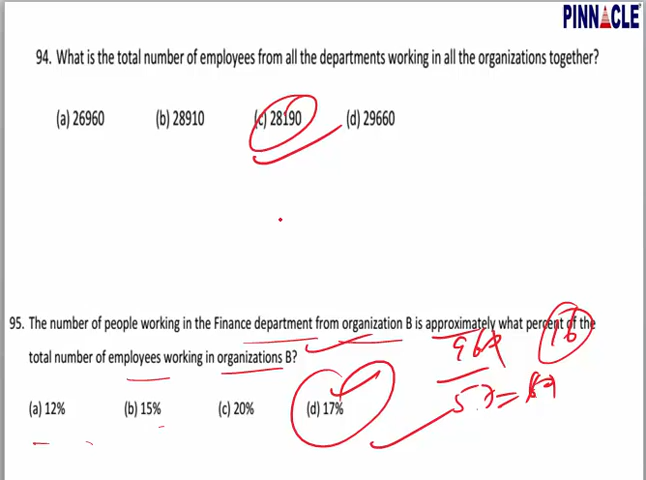 PINNACLE
94. What is the total number of employees from all the departments working in all the organizations together?
(a) 26960 (b) 28910 (c) 28190 (d) 29660
95. The number of people working in the Finance department from organization B is approximately what percent of the
total number of employees working in organizations B?
(a) 12% (b) 15% (c) 20% (d) 17%